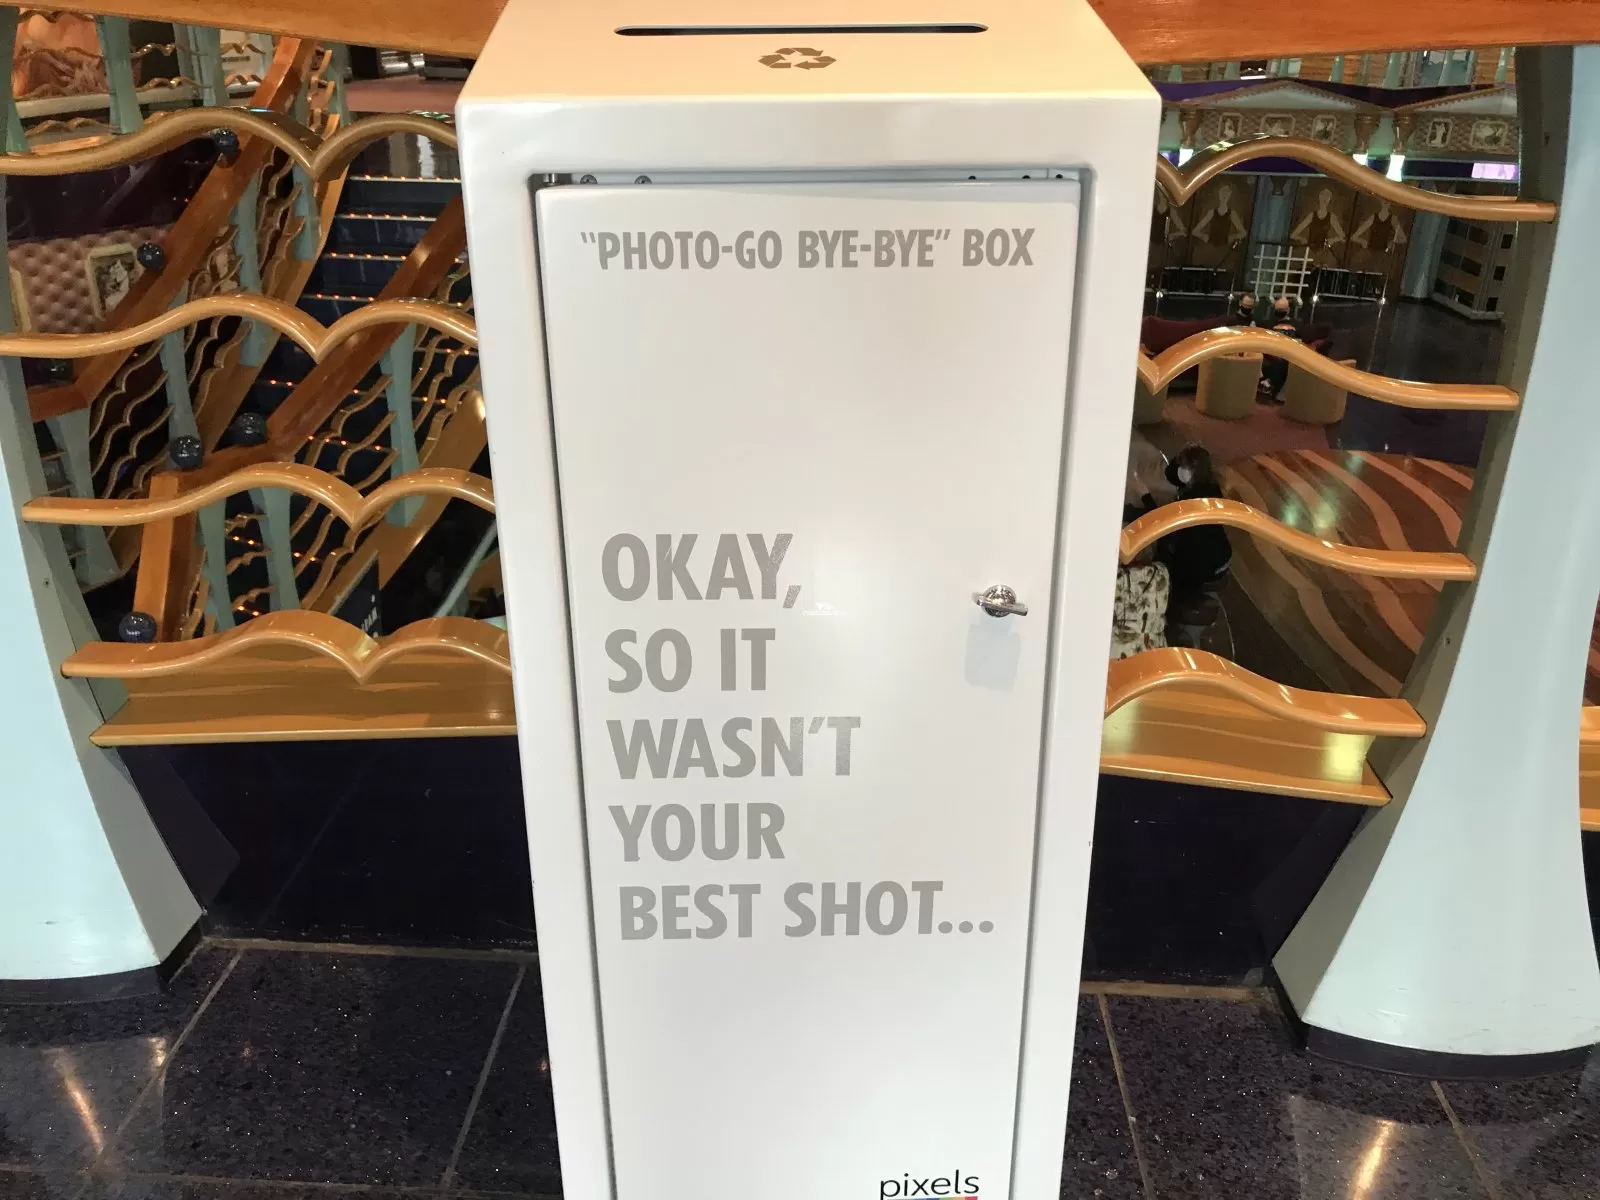 "PHOTO-GO BYE-BYE" BOX
OKAY,
SO IT
WASN'T
YOUR
BEST SHOT...
pixels